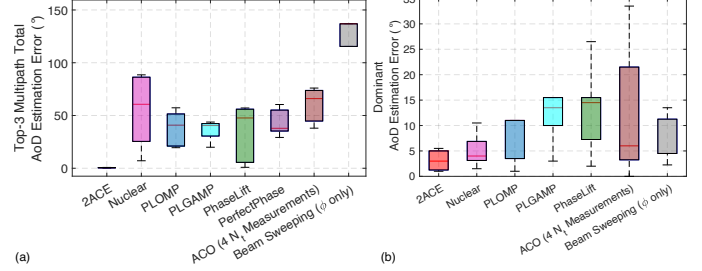 Top-3 Multipath Total
AoD Estimation Error (°)
150
100
50
0
2ACE
Nuclear
PLOMP
PLGAMP
PhaseLift
PerfectPhase
ACO (4 Nt Measurements)
Beam Sweeping (ϕ only)
(a)
Dominant
AoD Estimation Error (°)
35
30
25
20
15
10
5
0
2ACE
Nuclear
PLOMP
PLGAMP
PhaseLift
ACO (4 Nt Measurements)
Beam Sweeping (ϕ only)
(b)